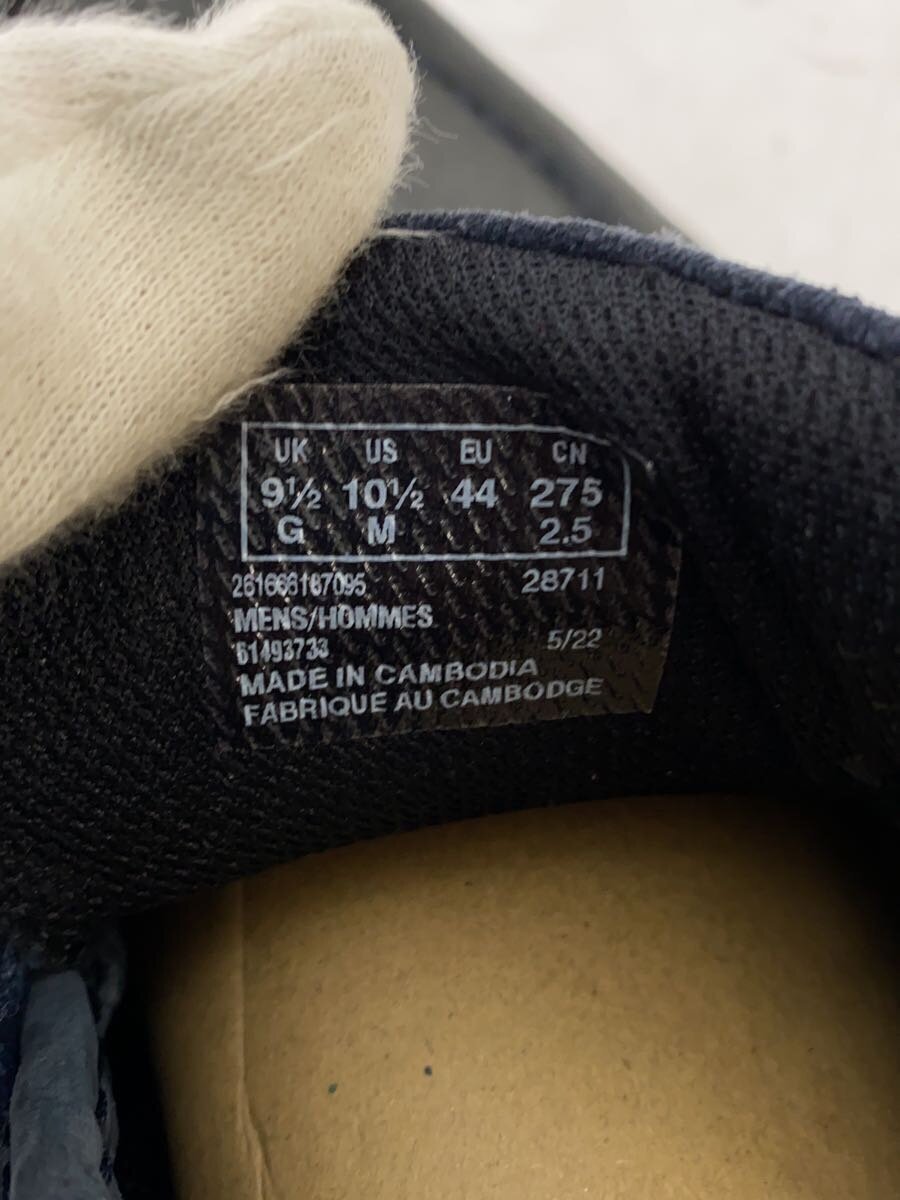 UK US EU CN
9½ 10½ 44 275
G M 2.5
261666187095 28711
MENS/HOMMES
61493733 5/22
MADE IN CAMBODIA
FABRIQUE AU CAMBODGE